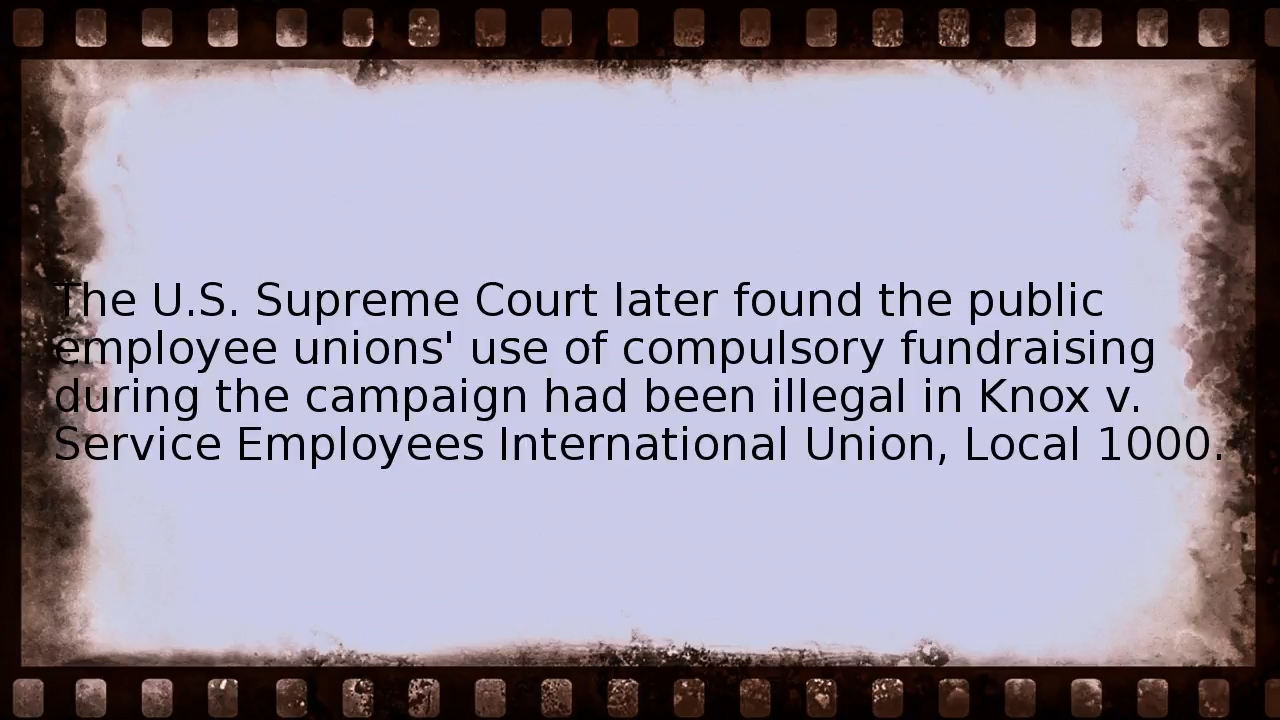 The U.S. Supreme Court later found the public
employee unions' use of compulsory fundraising
during the campaign had been illegal in Knox v.
Service Employees International Union, Local 1000.